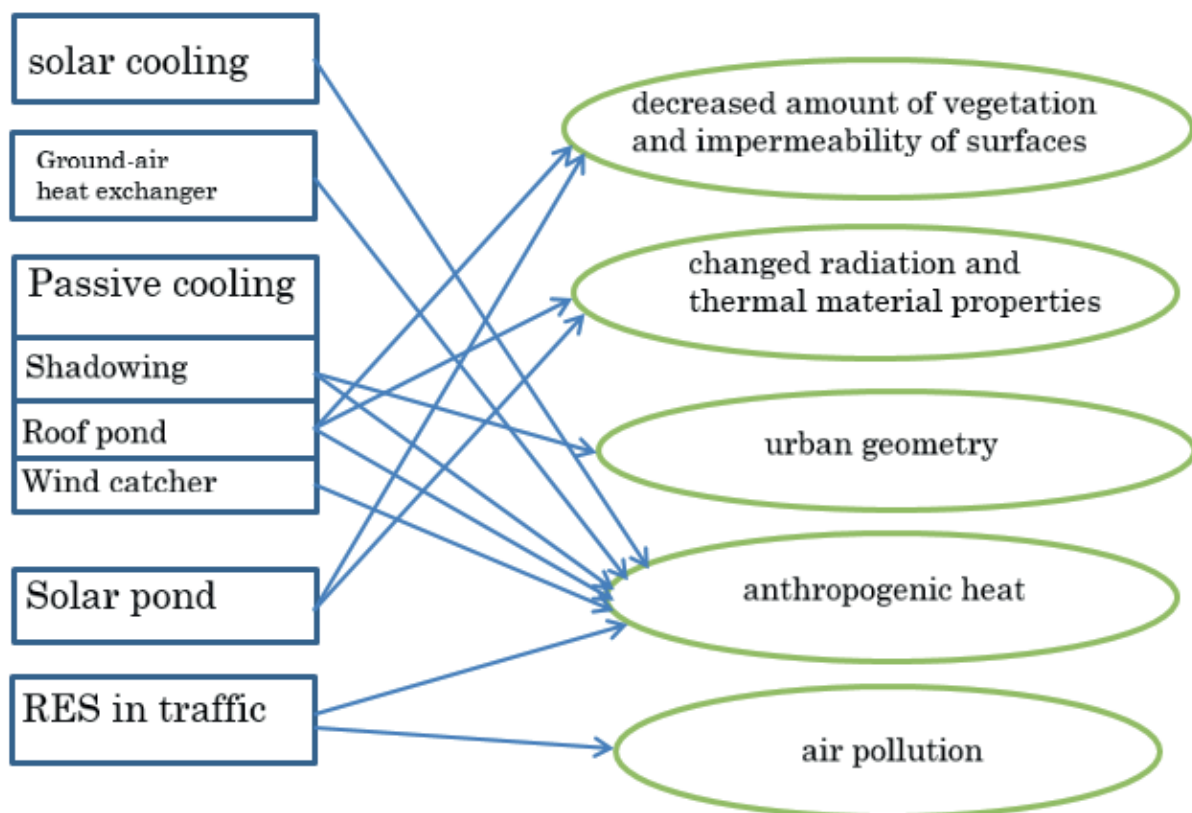 solar cooling
Ground-air
heat exchanger
Passive cooling
Shadowing
Roof pond
Wind catcher
Solar pond
RES in traffic
decreased amount of vegetation
and impermeability of surfaces
changed radiation and
thermal material properties
urban geometry
anthropogenic heat
air pollution